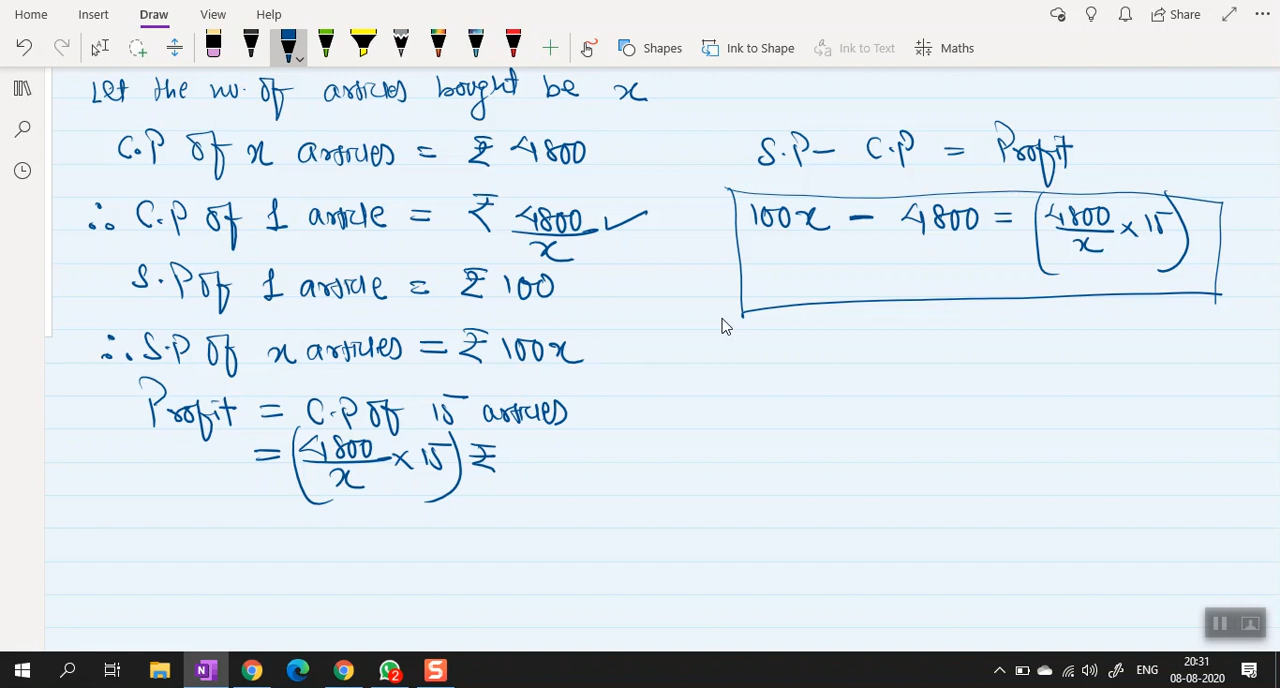 Home Insert Draw View Help
Share
Shapes Ink to Shape Ink to Text Maths
Let the no. of articles bought be x
C.P of x articles = ₹ 4800
∴ C.P of 1 article = ₹ 4800/x ✓
S.P of 1 article = ₹ 100
∴ S.P of x articles = ₹ 100x
Profit = C.P of 15 articles
= (4800/x × 15) ₹
S.P − C.P = Profit
100x − 4800 = (4800/x × 15)
2
ENG
20:31
08-08-2020